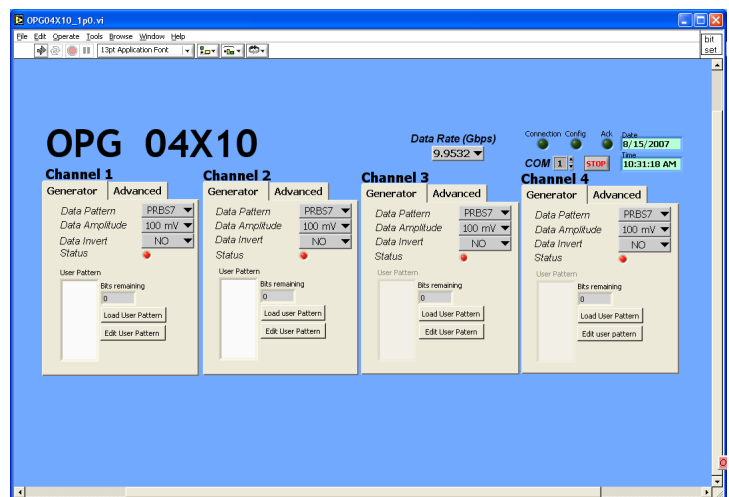 OPG04X10_1p0.vi
File Edit Operate Tools Browse Window Help
13pt Application Font
bit
set
OPG 04X10
Data Rate (Gbps)
9.9532
Connection Config Ack
Date
8/15/2007
COM 1 STOP
Time
10:31:18 AM
Channel 1
Generator Advanced
Data Pattern PRBS7
Data Amplitude 100 mV
Data Invert NO
Status
User Pattern
Bits remaining
0
Load User Pattern
Edit User Pattern
Channel 2
Generator Advanced
Data Pattern PRBS7
Data Amplitude 100 mV
Data Invert NO
Status
User Pattern
Bits remaining
0
Load user Pattern
Edit User Pattern
Channel 3
Generator Advanced
Data Pattern PRBS7
Data Amplitude 100 mV
Data Invert NO
Status
User Pattern
Bits remaining
0
Load User Pattern
Edit User Pattern
Channel 4
Generator Advanced
Data Pattern PRBS7
Data Amplitude 100 mV
Data Invert NO
Status
User Pattern
Bits remaining
0
Load User Pattern
Edit user pattern